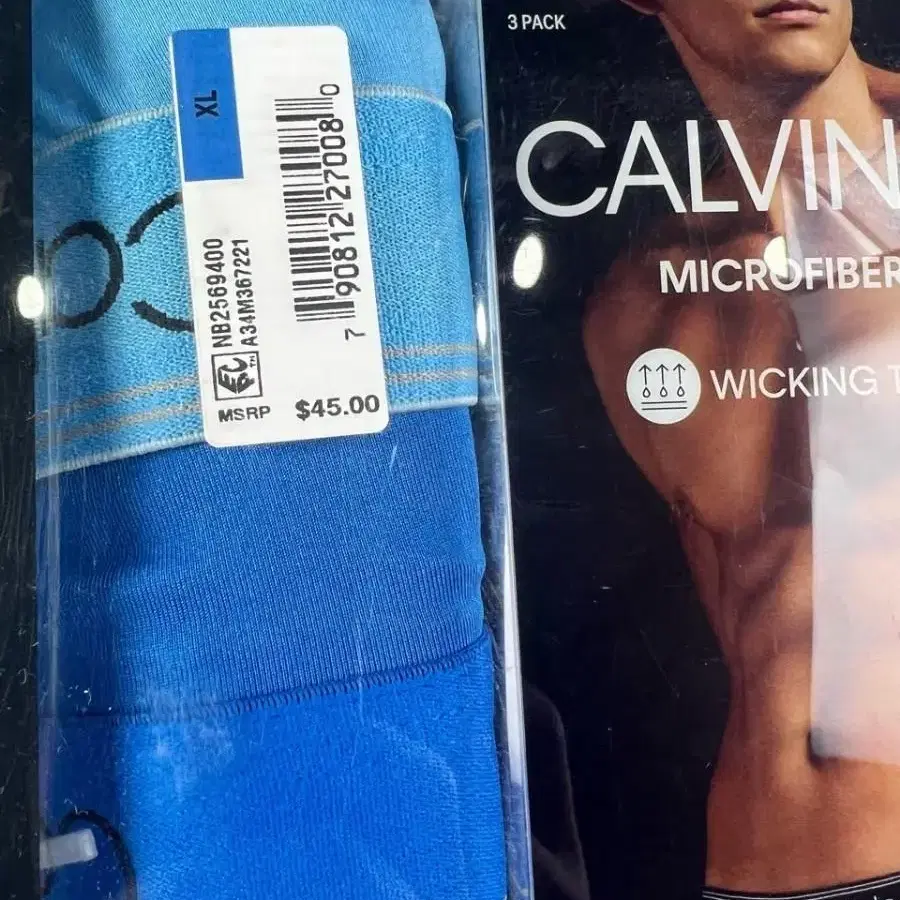 XL
7 90812 27008 0
NB2569400
A34M367221
MSRP $45.00
3 PACK
CALVIN
MICROFIBER
WICKING T